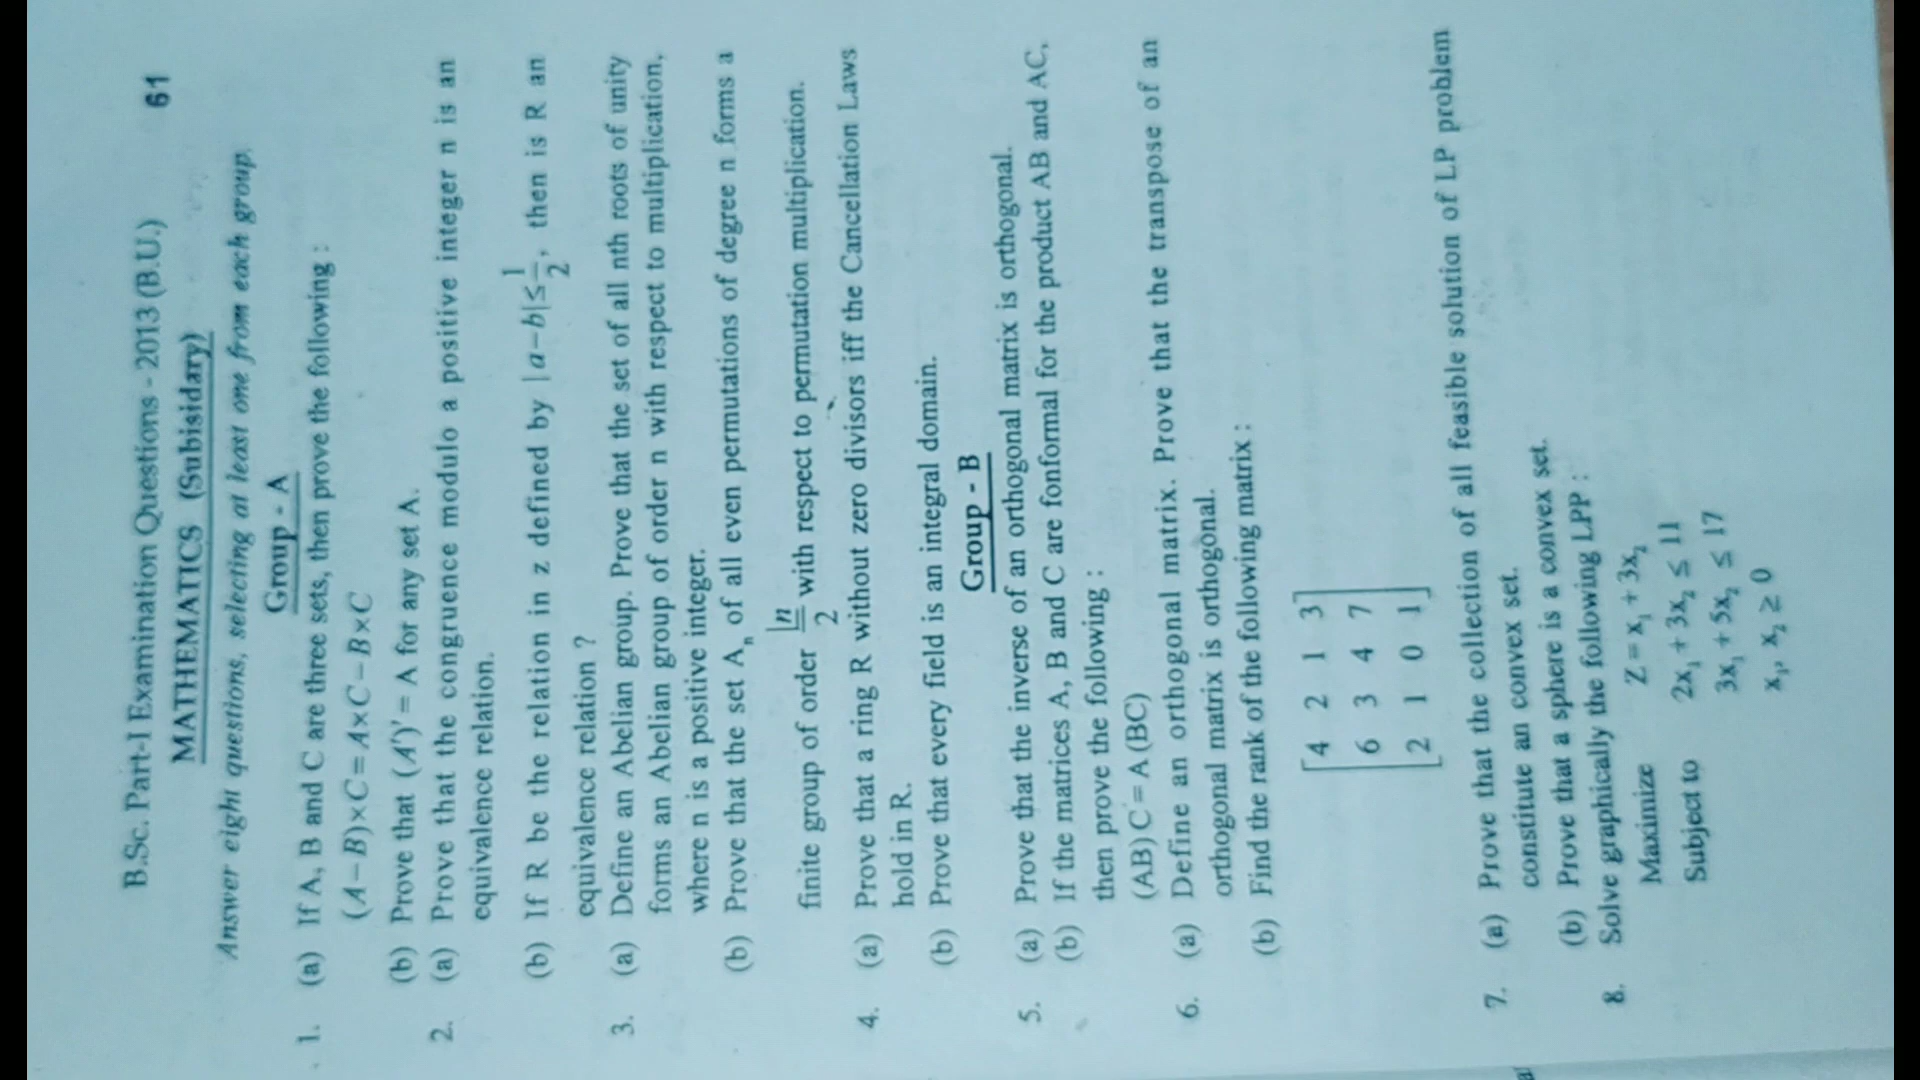 B.Sc. Part-I Examination Questions - 2013 (B.U.) 61
MATHEMATICS (Subisidary)
Answer eight questions, selecting at least one from each group.
Group - A
1. (a) If A, B and C are three sets, then prove the following :
(A−B)×C=A×C−B×C
(b) Prove that (A')' = A for any set A.
2. (a) Prove that the congruence modulo a positive integer n is an
equivalence relation.
(b) If R be the relation in z defined by |a−b|≤1/2, then is R an
equivalence relation ?
3. (a) Define an Abelian group. Prove that the set of all nth roots of unity
forms an Abelian group of order n with respect to multiplication,
where n is a positive integer.
(b) Prove that the set Aₙ of all even permutations of degree n forms a
finite group of order |n/2 with respect to permutation multiplication.
4. (a) Prove that a ring R without zero divisors iff the Cancellation Laws
hold in R.
(b) Prove that every field is an integral domain.
Group - B
5. (a) Prove that the inverse of an orthogonal matrix is orthogonal.
(b) If the matrices A, B and C are fonformal for the product AB and AC,
then prove the following :
(AB) C = A (BC)
6. (a) Define an orthogonal matrix. Prove that the transpose of an
orthogonal matrix is orthogonal.
(b) Find the rank of the following matrix :
4 2 1 3
6 3 4 7
2 1 0 1
7. (a) Prove that the collection of all feasible solution of LP problem
constitute an convex set.
(b) Prove that a sphere is a convex set.
8. Solve graphically the following LPP :
Maximize Z = x₁ + 3x₂
Subject to 2x₁ + 3x₂ ≤ 11
3x₁ + 5x₂ ≤ 17
x₁, x₂ ≥ 0